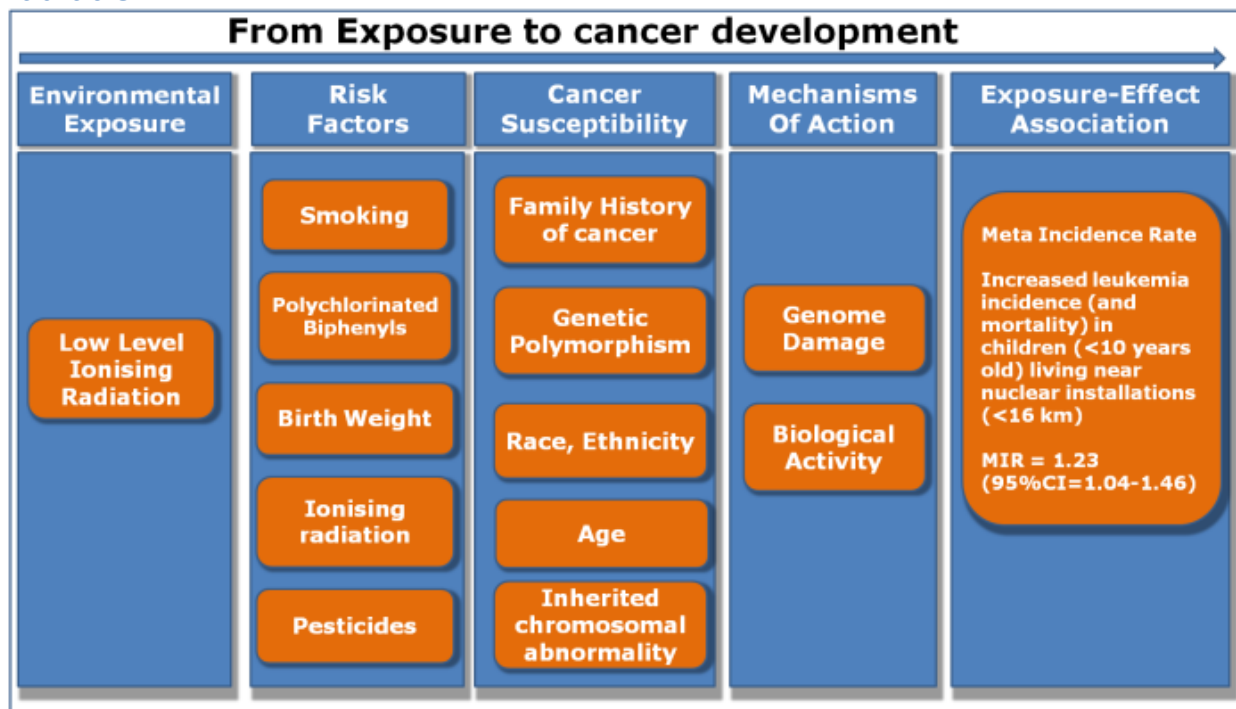 From Exposure to cancer development
Environmental
Exposure
Risk
Factors
Cancer
Susceptibility
Mechanisms
Of Action
Exposure-Effect
Association
Low Level
Ionising
Radiation
Smoking
Polychlorinated
Biphenyls
Birth Weight
Ionising
radiation
Pesticides
Family History
of cancer
Genetic
Polymorphism
Race, Ethnicity
Age
Inherited
chromosomal
abnormality
Genome
Damage
Biological
Activity
Meta Incidence Rate
Increased leukemia
incidence (and
mortality) in
children (<10 years
old) living near
nuclear installations
(<16 km)
MIR = 1.23
(95%CI=1.04-1.46)